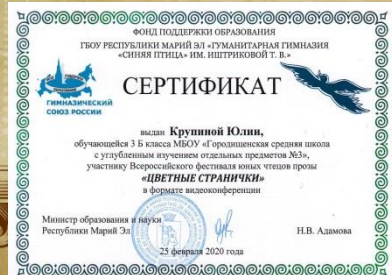 ФОНД ПОДДЕРЖКИ ОБРАЗОВАНИЯ
ГБОУ РЕСПУБЛИКИ МАРИЙ ЭЛ «ГУМАНИТАРНАЯ ГИМНАЗИЯ
«СИНЯЯ ПТИЦА» ИМ. ИШТРИКОВОЙ Т. В.»
СЕРТИФИКАТ
ГИМНАЗИЧЕСКИЙ
СОЮЗ РОССИИ
выдан Крупиной Юлии,
обучающейся 3 Б класса МБОУ «Городищенская средняя школа
с углубленным изучением отдельных предметов №3»,
участнику Всероссийского фестиваля юных чтецов прозы
«ЦВЕТНЫЕ СТРАНИЧКИ»
в формате видеоконференции
Министр образования и науки
Республики Марий Эл
Н.В. Адамова
25 февраля 2020 года